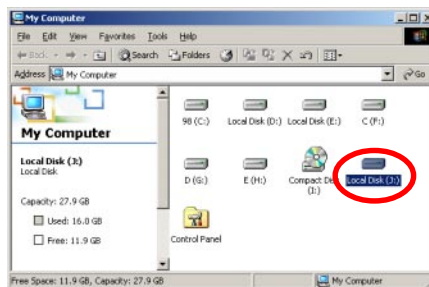 My Computer
File Edit View Favorites Tools Help
Back Search Folders
Address My Computer Go
My Computer
Local Disk (J:)
Local Disk
Capacity: 27.9 GB
Used: 16.0 GB
Free: 11.9 GB
98 (C:) Local Disk (D:) Local Disk (E:) C (F:)
D (G:) E (H:) Compact Disc (I:) Local Disk (J:)
Control Panel
Free Space: 11.9 GB, Capacity: 27.9 GB My Computer